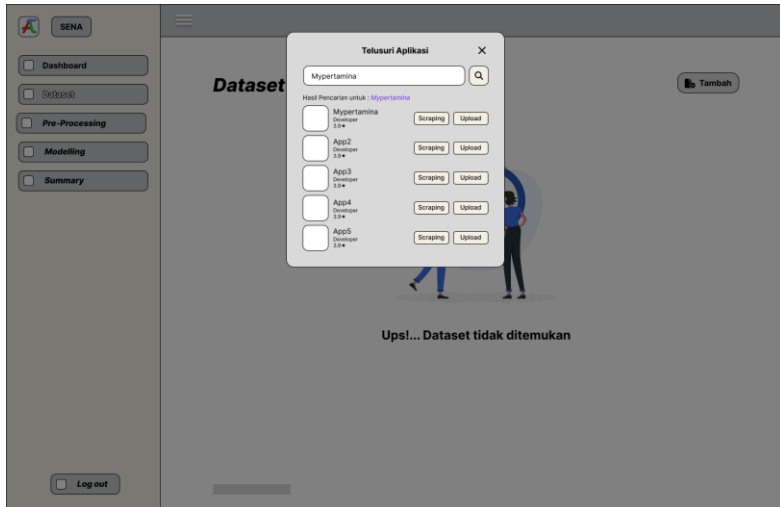 SENA
Dashboard
Dataset
Pre-Processing
Modelling
Summary
Log out
Dataset
Tambah
Telusuri Aplikasi
Mypertamina
Hasil Pencarian untuk : Mypertamina
Mypertamina
Developer
3.9★
Scraping Upload
App2
Developer
3.9★
Scraping Upload
App3
Developer
3.9★
Scraping Upload
App4
Developer
3.9★
Scraping Upload
App5
Developer
3.9★
Scraping Upload
Ups!... Dataset tidak ditemukan